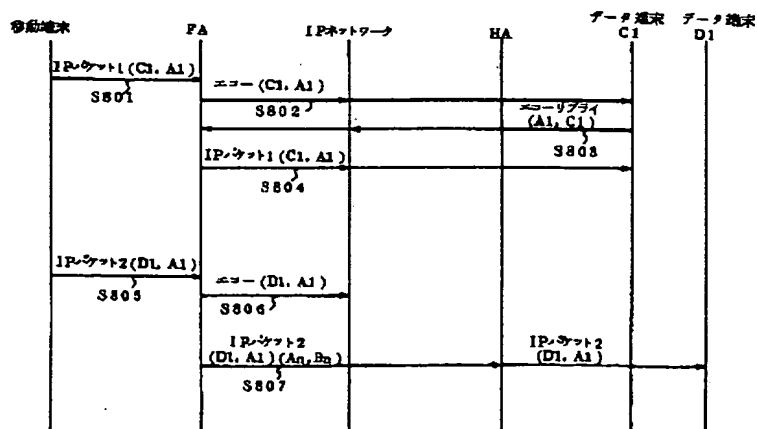 移動端末
FA
IPネットワーク
HA
データ端末
C1
データ端末
D1
IPパケット1(C1. A1)
S801
エコー(C1. A1)
S802
エコーリプライ
(A1, C1)
S803
IPパケット1(C1. A1)
S804
IPパケット2(D1. A1)
S805
エコー(D1. A1)
S806
IPパケット2
(D1. A1)(An, Bn)
S807
IPパケット2
(D1. A1)